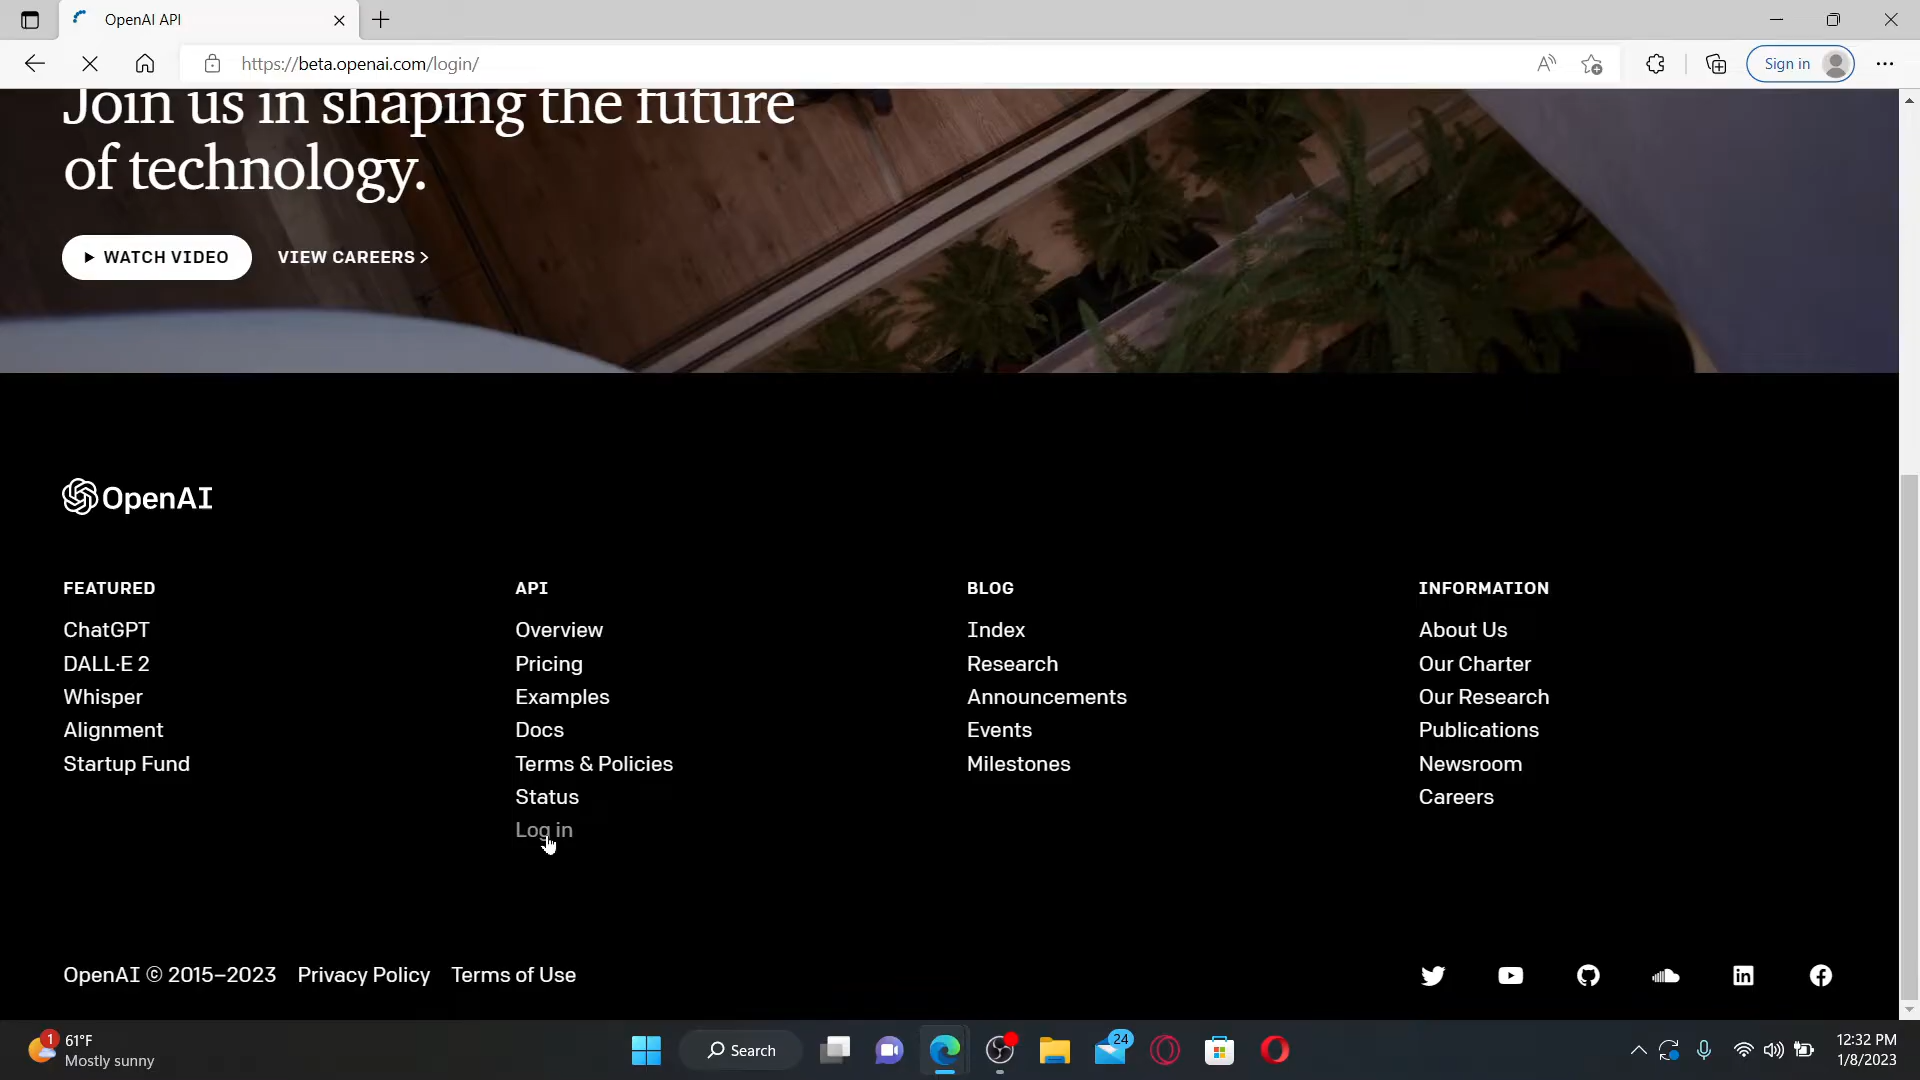 OpenAI API
https://beta.openai.com/login/
Sign in
Join us in shaping the future
of technology.
WATCH VIDEO
VIEW CAREERS >
OpenAI
FEATURED
ChatGPT
DALL·E 2
Whisper
Alignment
Startup Fund
API
Overview
Pricing
Examples
Docs
Terms & Policies
Status
Log in
BLOG
Index
Research
Announcements
Events
Milestones
INFORMATION
About Us
Our Charter
Our Research
Publications
Newsroom
Careers
OpenAI © 2015–2023 Privacy Policy Terms of Use
1
61°F
Mostly sunny
Search
24
12:32 PM
1/8/2023